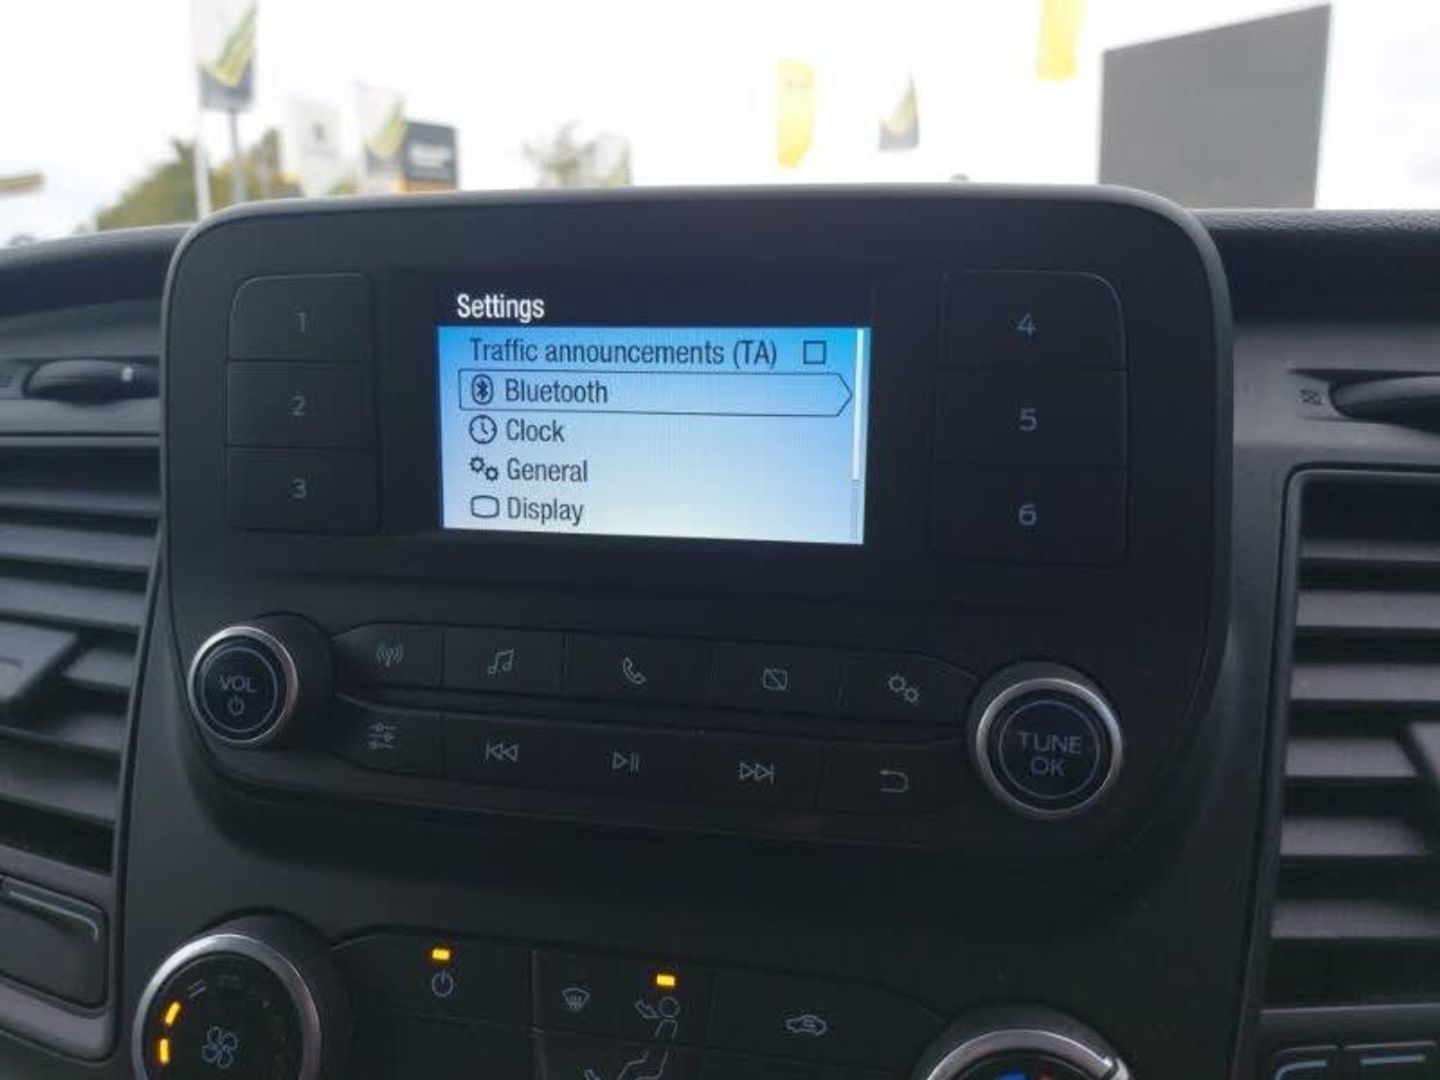 Settings
Traffic announcements (TA)
Bluetooth
Clock
General
Display
1
2
3
4
5
6
VOL
TUNE
OK